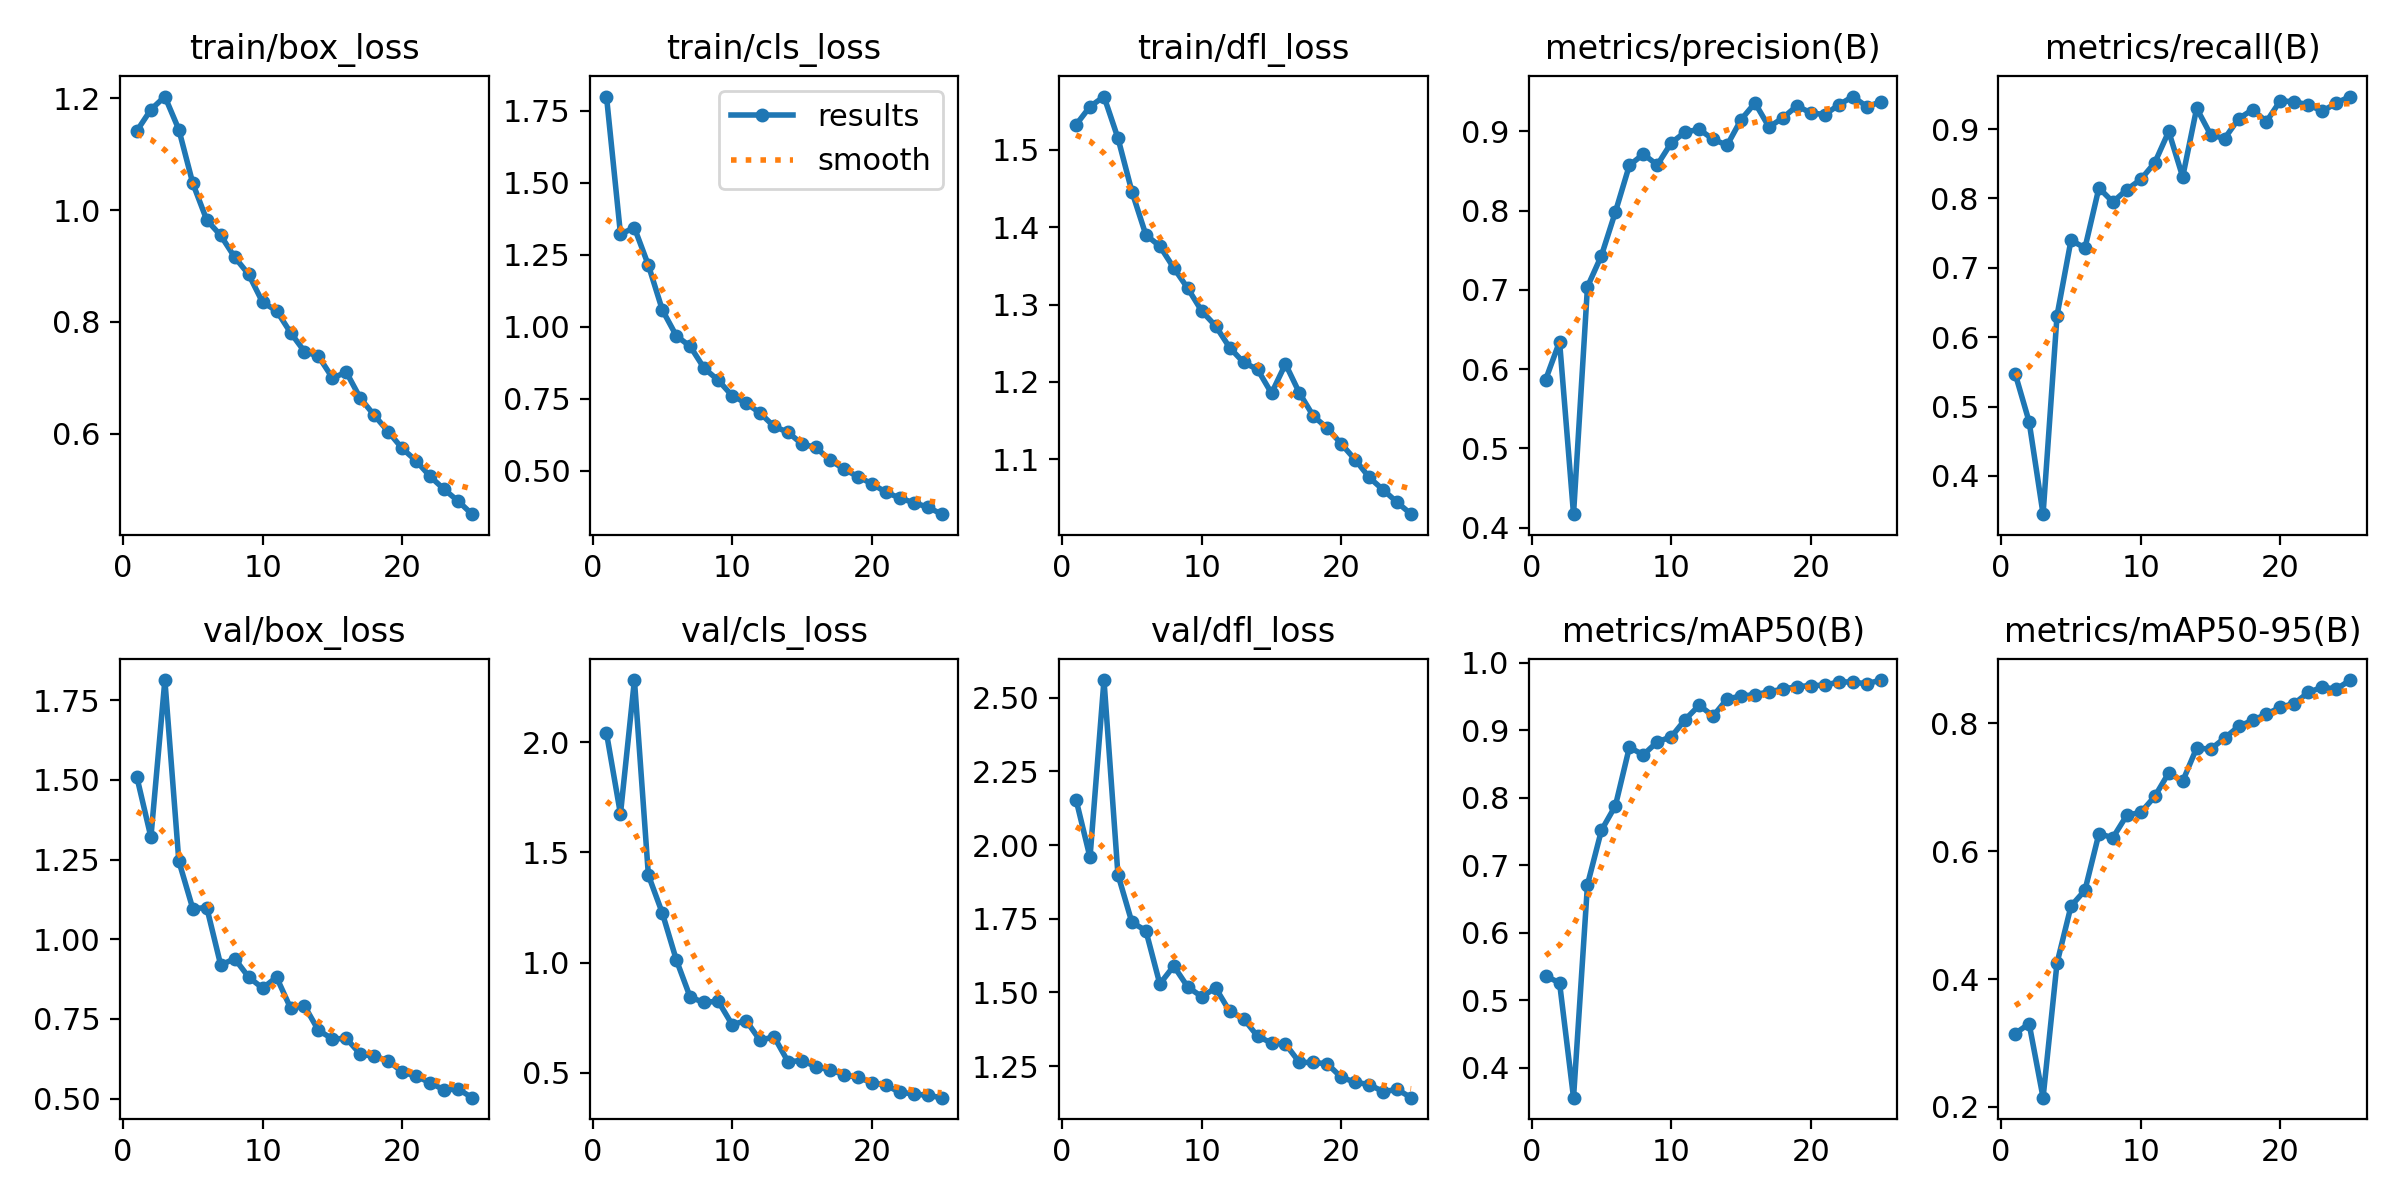 train/box_loss
1.2
1.0
0.8
0.6
0 10 20
train/cls_loss
results
smooth
1.75
1.50
1.25
1.00
0.75
0.50
0 10 20
train/dfl_loss
1.5
1.4
1.3
1.2
1.1
0 10 20
metrics/precision(B)
0.9
0.8
0.7
0.6
0.5
0.4
0 10 20
metrics/recall(B)
0.9
0.8
0.7
0.6
0.5
0.4
0 10 20
val/box_loss
1.75
1.50
1.25
1.00
0.75
0.50
0 10 20
val/cls_loss
2.0
1.5
1.0
0.5
0 10 20
val/dfl_loss
2.50
2.25
2.00
1.75
1.50
1.25
0 10 20
metrics/mAP50(B)
1.0
0.9
0.8
0.7
0.6
0.5
0.4
0 10 20
metrics/mAP50-95(B)
0.8
0.6
0.4
0.2
0 10 20